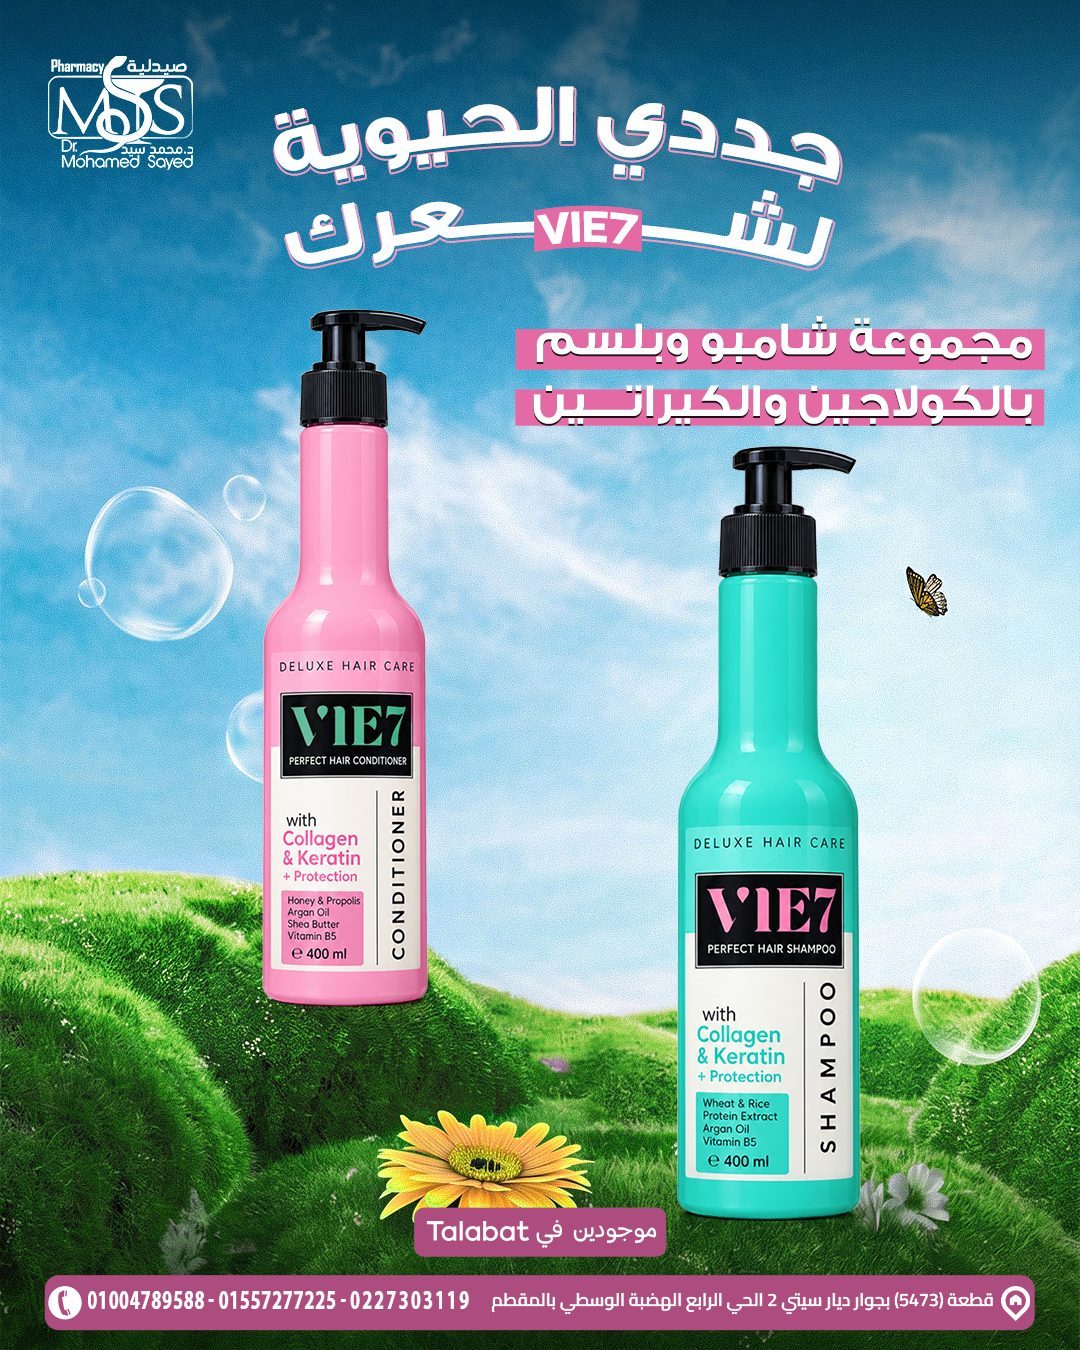 Pharmacy صيدلية
MSS
Dr. د.محمد سيد
Mohamed Sayed
جددي الحيوية
لشعرك
VIE7
مجموعة شامبو وبلسم
بالكولاجين والكيراتين
DELUXE HAIR CARE
VIE7
PERFECT HAIR CONDITIONER
with
Collagen
& Keratin
+ Protection
Honey & Propolis
Argan Oil
Shea Butter
Vitamin B5
℮ 400 ml
CONDITIONER
DELUXE HAIR CARE
VIE7
PERFECT HAIR SHAMPOO
with
Collagen
& Keratin
+ Protection
Wheat & Rice
Protein Extract
Argan Oil
Vitamin B5
℮ 400 ml
SHAMPOO
موجودين في Talabat
قطعة (5473) بجوار ديار سيتي 2 الحي الرابع الهضبة الوسطي بالمقطم
01004789588 - 01557277225 - 0227303119